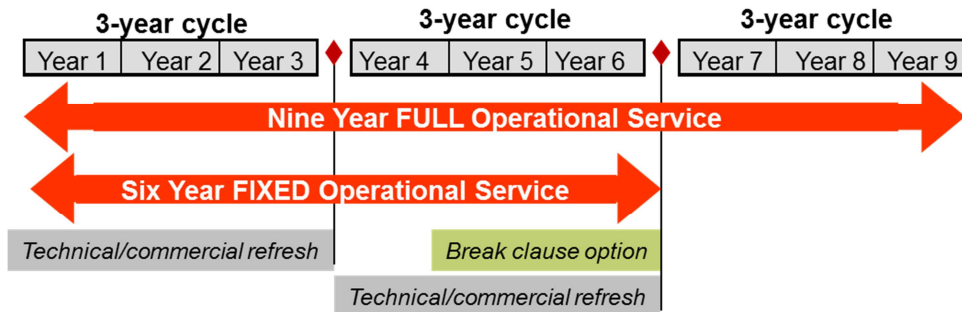 3-year cycle
3-year cycle
3-year cycle
Year 1 Year 2 Year 3
Year 4 Year 5 Year 6
Year 7 Year 8 Year 9
Nine Year FULL Operational Service
Six Year FIXED Operational Service
Technical/commercial refresh
Break clause option
Technical/commercial refresh